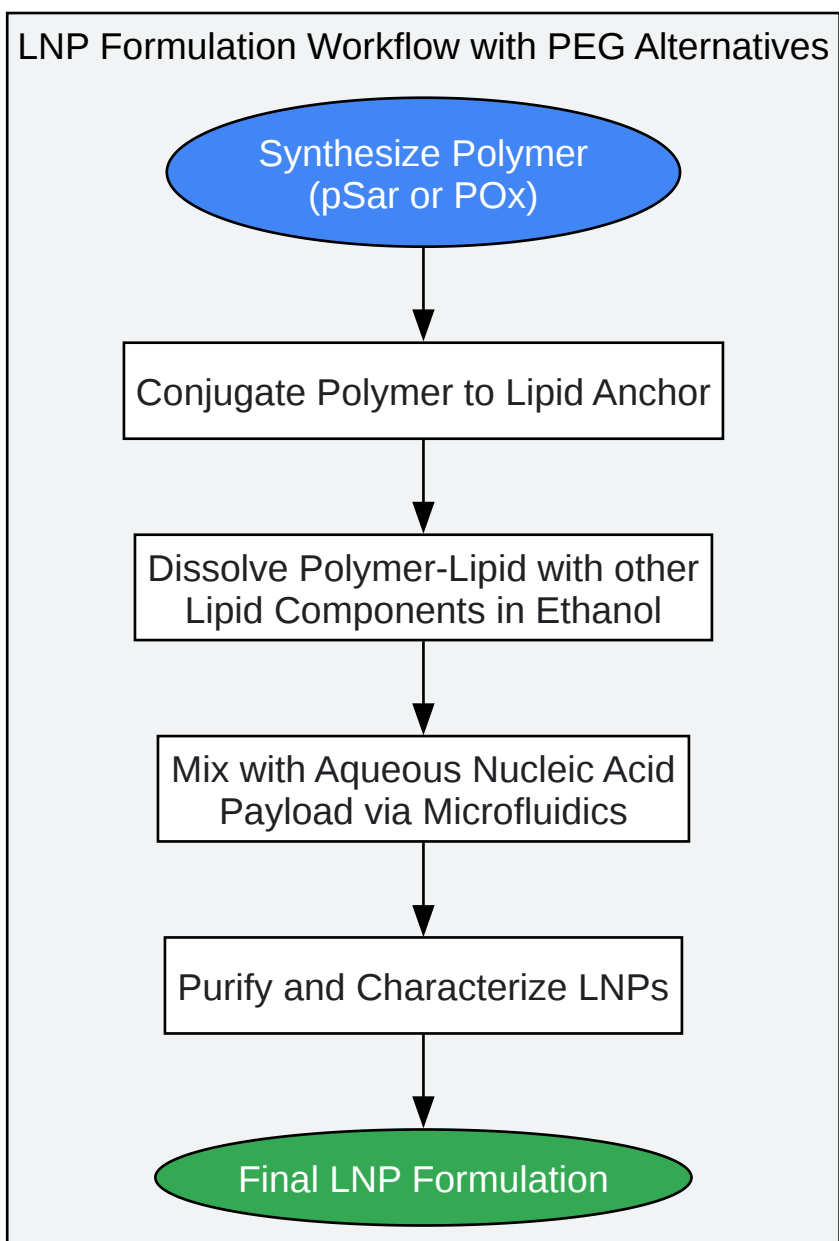 LNP Formulation Workflow with PEG Alternatives
Synthesize Polymer
(pSar or POx)
Conjugate Polymer to Lipid Anchor
Dissolve Polymer-Lipid with other
Lipid Components in Ethanol
Mix with Aqueous Nucleic Acid
Payload via Microfluidics
Purify and Characterize LNPs
Final LNP Formulation